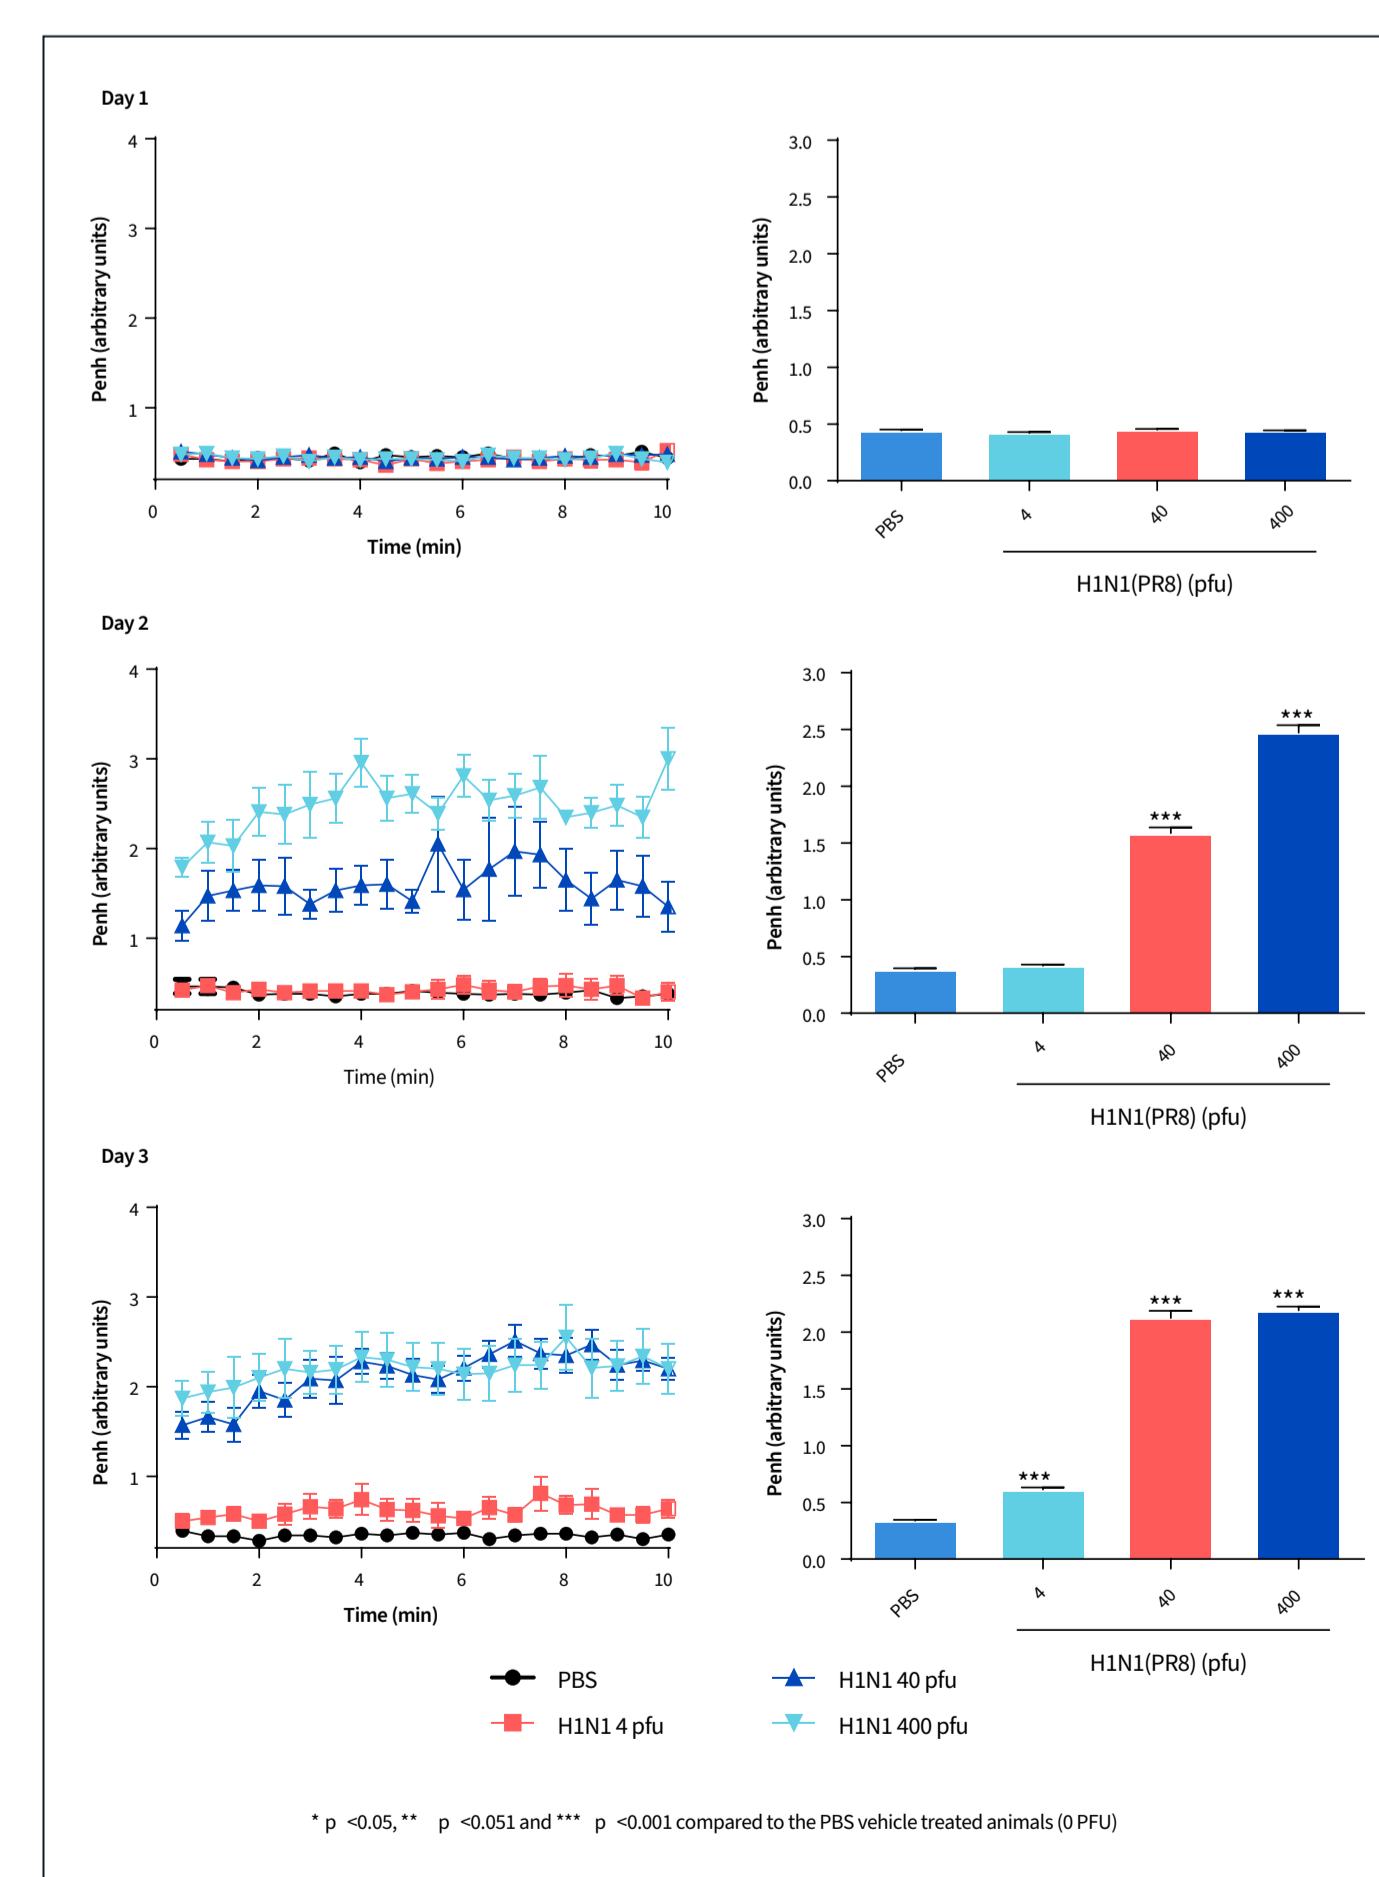 Day 1
Penh (arbitrary units)
4
3
2
1
0 2 4 6 8 10
Time (min)
Penh (arbitrary units)
3.0
2.5
2.0
1.5
1.0
0.5
0.0
PBS 4 40 400
H1N1(PR8) (pfu)
Day 2
Penh (arbitrary units)
4
3
2
1
0 2 4 6 8 10
Time (min)
Penh (arbitrary units)
3.0
2.5
2.0
1.5
1.0
0.5
0.0
***
***
PBS 4 40 400
H1N1(PR8) (pfu)
Day 3
Penh (arbitrary units)
4
3
2
1
0 2 4 6 8 10
Time (min)
Penh (arbitrary units)
3.0
2.5
2.0
1.5
1.0
0.5
0.0
***
***
***
PBS 4 40 400
H1N1(PR8) (pfu)
PBS
H1N1 4 pfu
H1N1 40 pfu
H1N1 400 pfu
* p <0.05, ** p <0.051 and *** p <0.001 compared to the PBS vehicle treated animals (0 PFU)